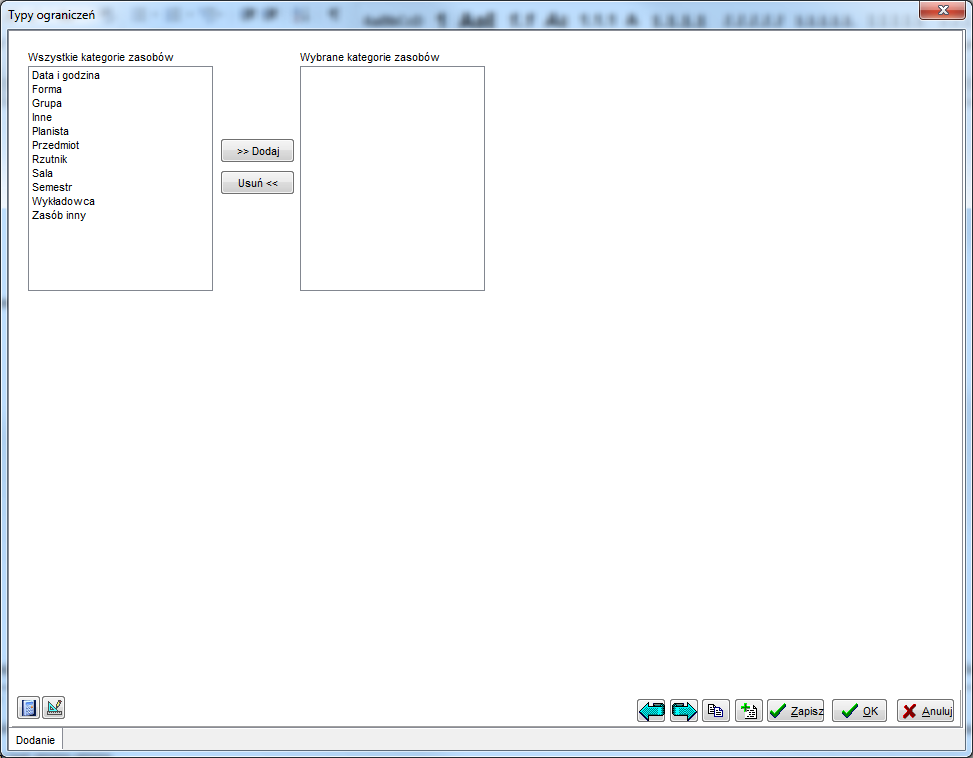 Typy ograniczeń
Wszystkie kategorie zasobów
Wybrane kategorie zasobów
Data i godzina
Forma
Grupa
Inne
Planista
Przedmiot
Rzutnik
Sala
Semestr
Wykładowca
Zasób inny
>> Dodaj
Usuń <<
Zapisz
OK
Anuluj
Dodanie